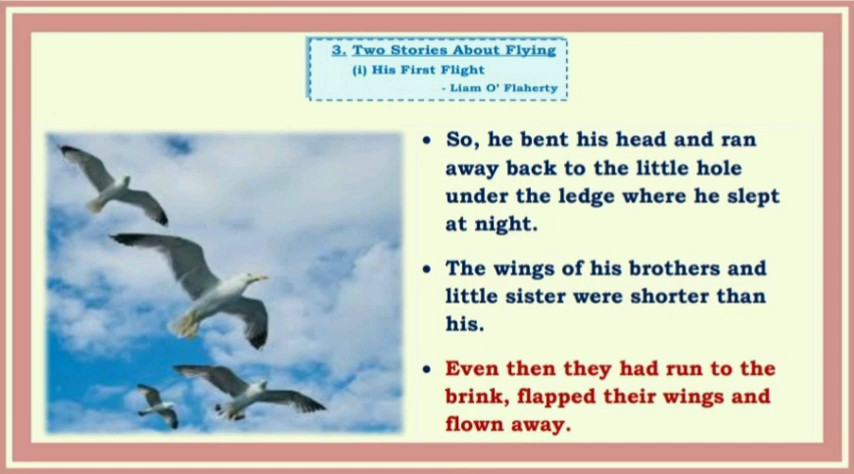 3. Two Stories About Flying
(i) His First Flight
- Liam O' Flaherty
• So, he bent his head and ran
away back to the little hole
under the ledge where he slept
at night.
• The wings of his brothers and
little sister were shorter than
his.
• Even then they had run to the
brink, flapped their wings and
flown away.